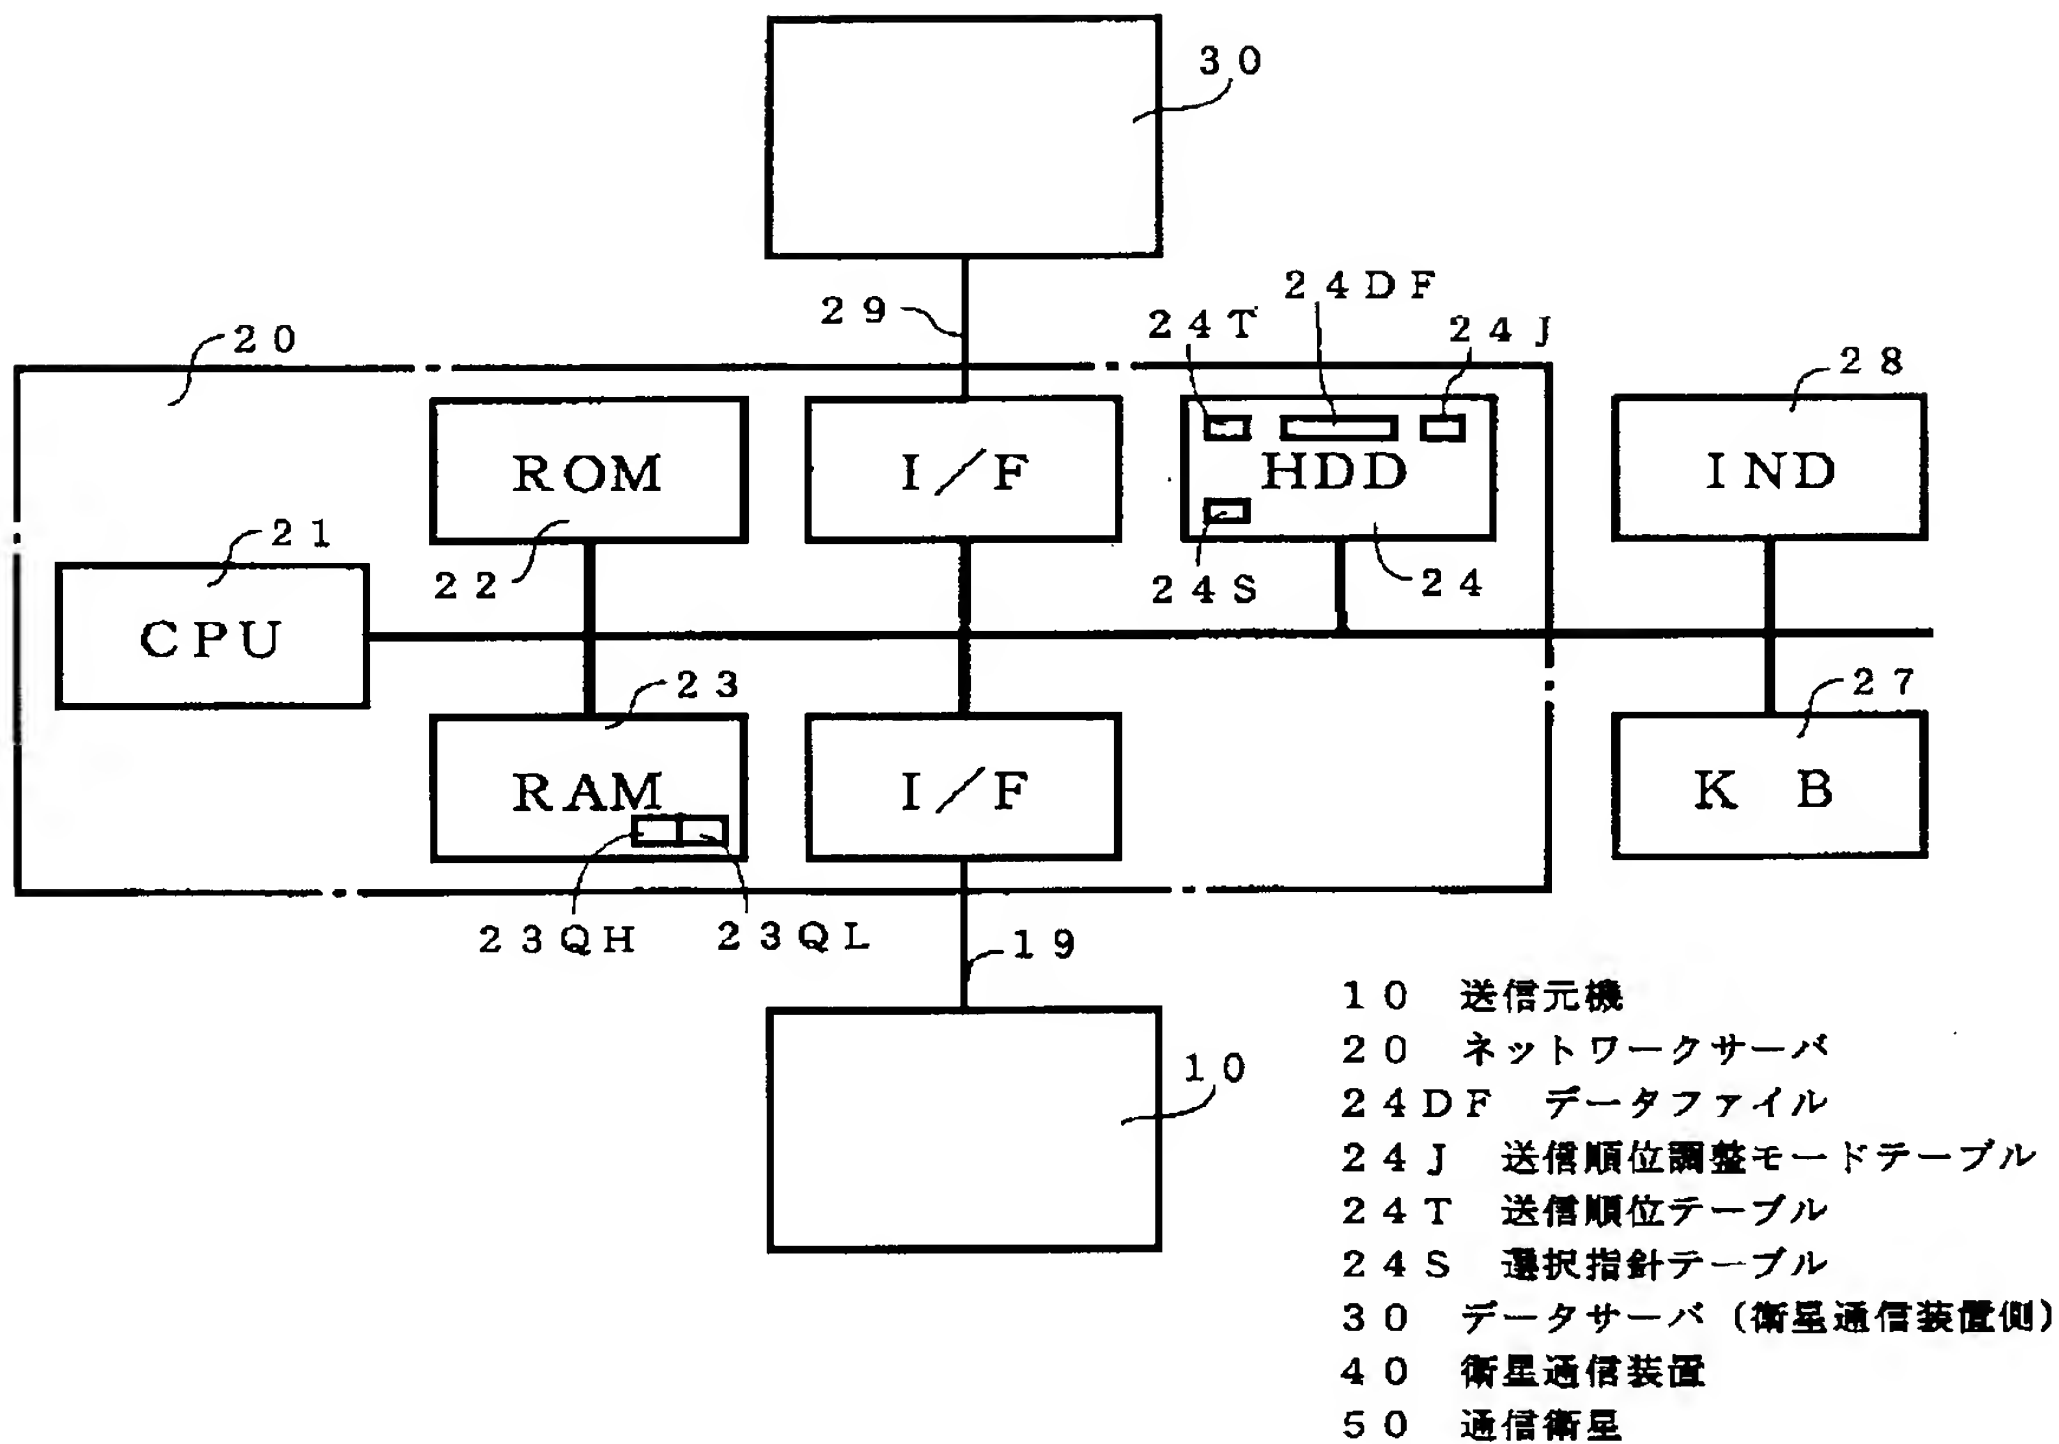 30
24DF
29
24T
24J
20
28
ROM
I/F
HDD
IND
21
22
24S
24
CPU
23
27
RAM
I/F
K B
23QH
23QL
19
10
10 送信元機
20 ネットワークサーバ
24DF データファイル
24J 送信順位調整モードテーブル
24T 送信順位テーブル
24S 選択指針テーブル
30 データサーバ(衛星通信装置側)
40 衛星通信装置
50 通信衛星